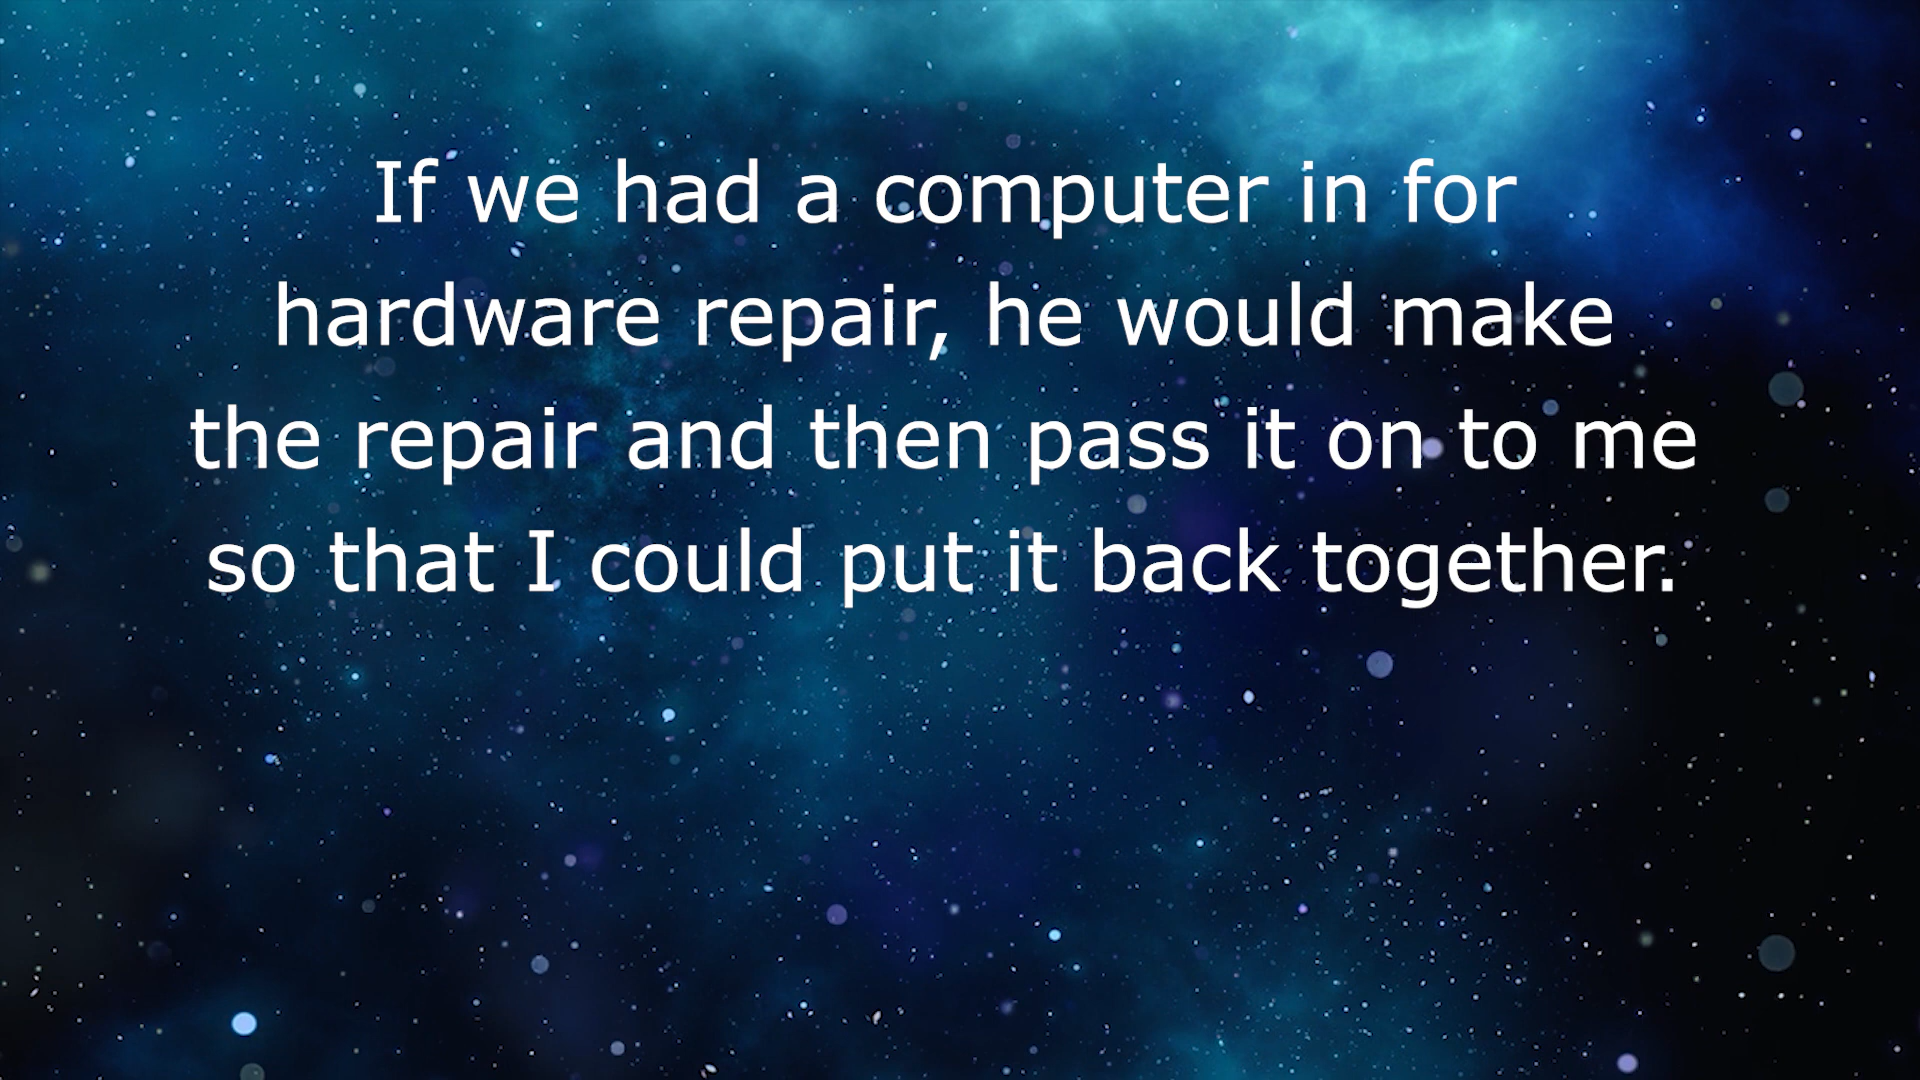 If we had a computer in for
hardware repair, he would make
the repair and then pass it on to me
so that I could put it back together.